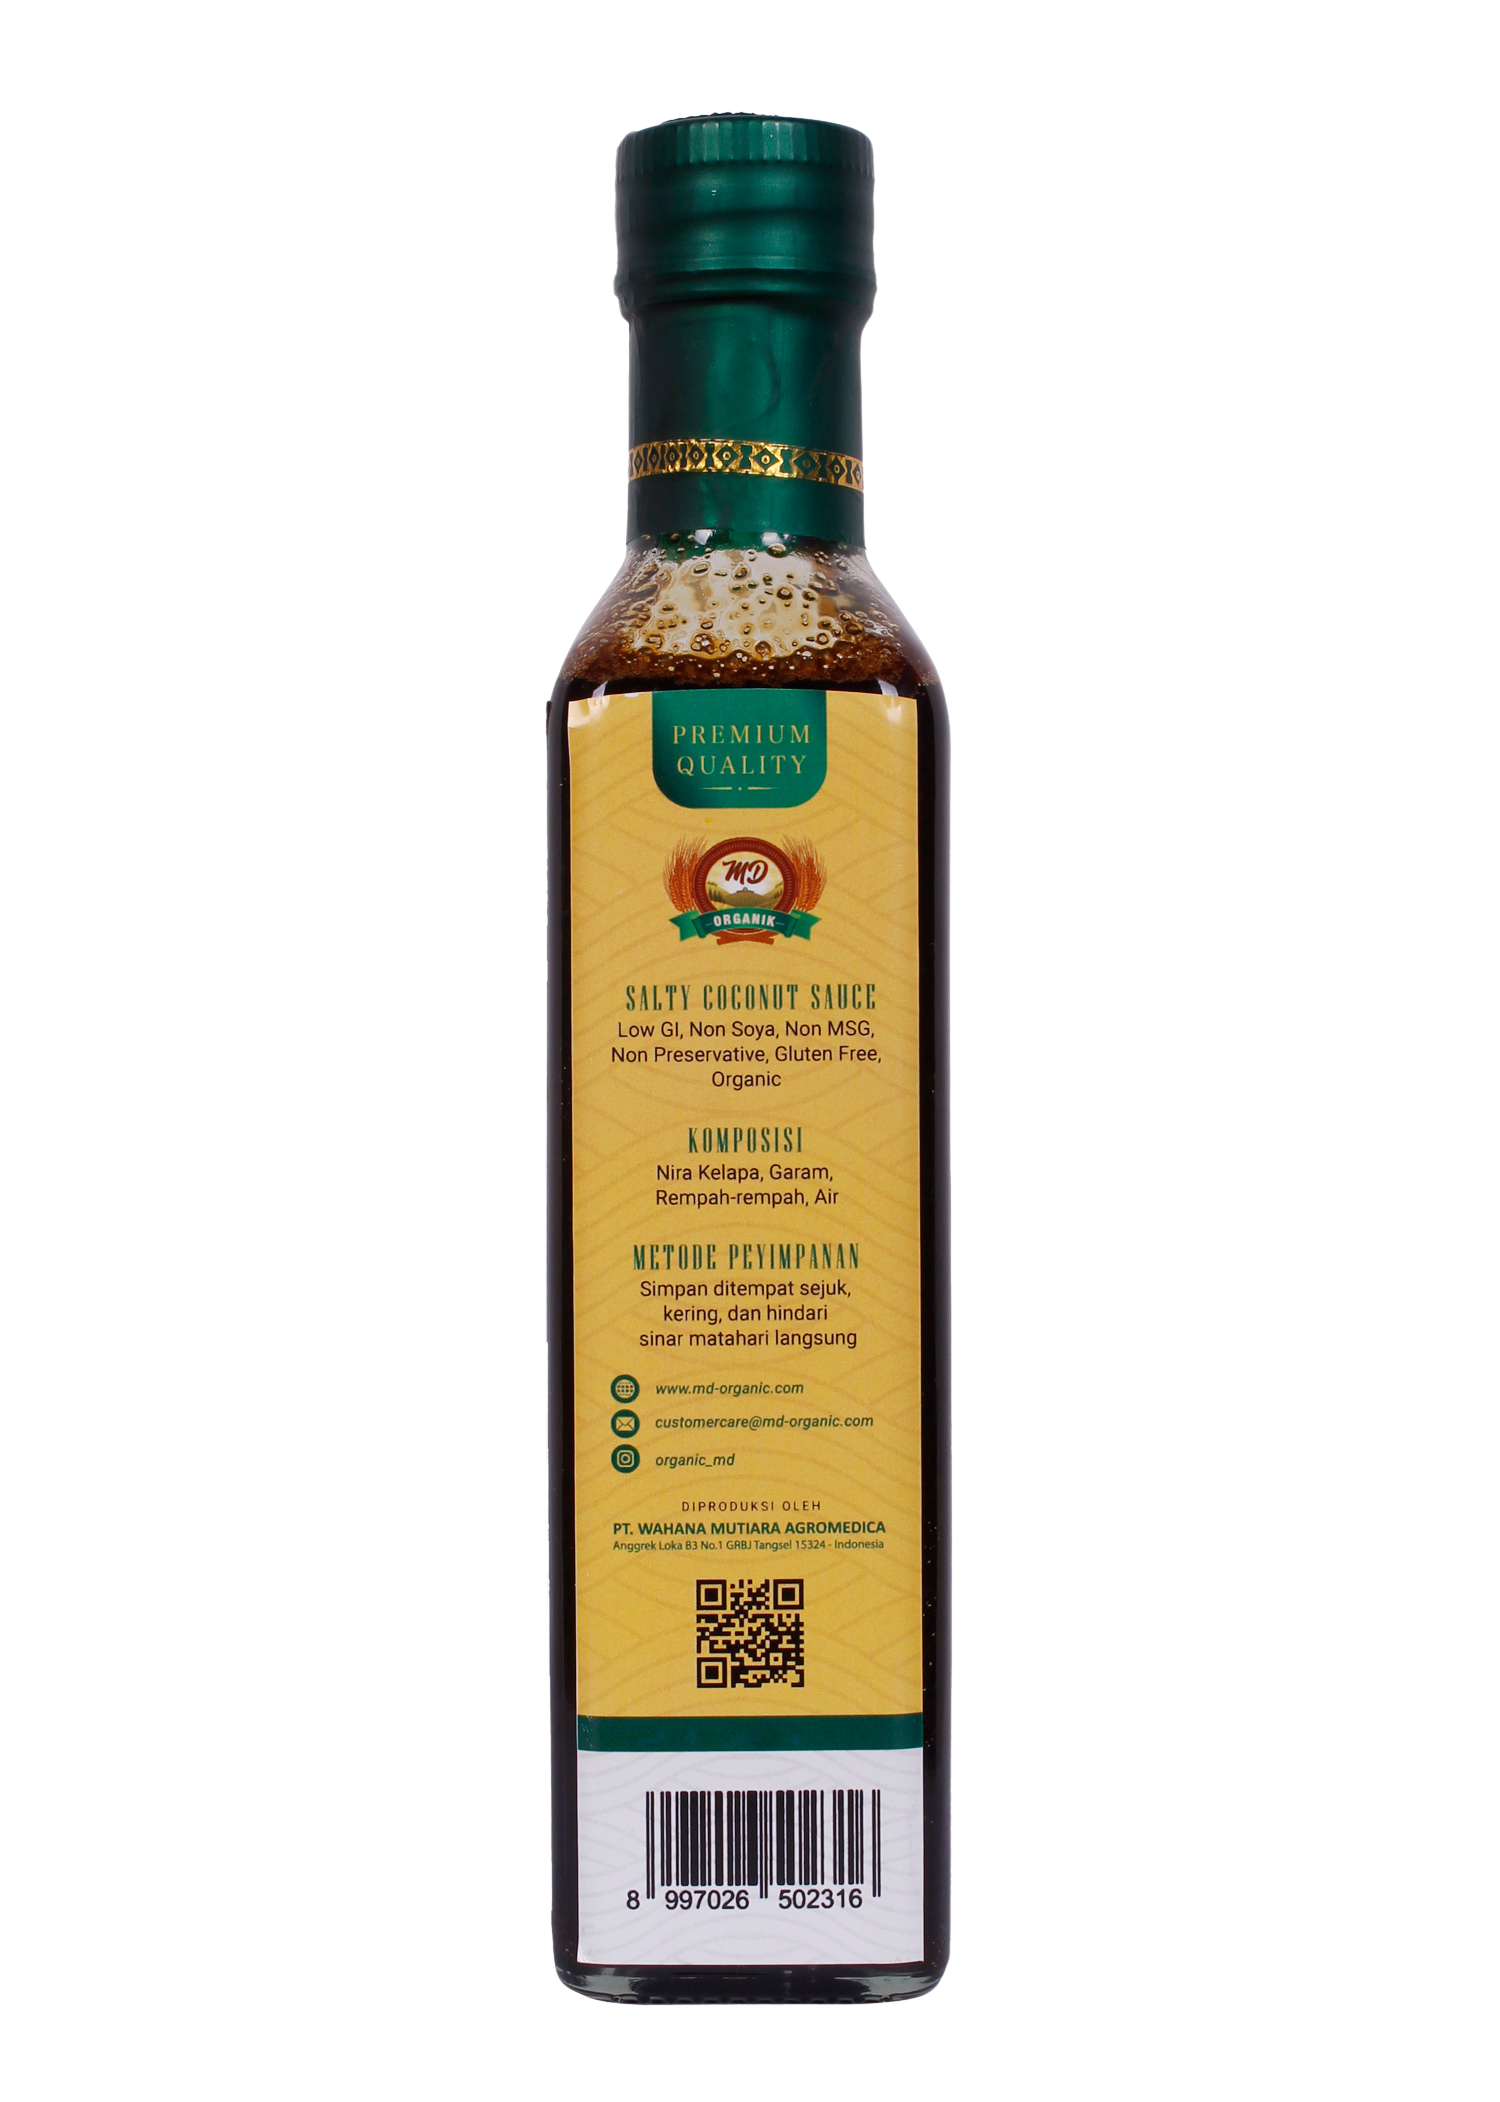 PREMIUM
QUALITY
MD
ORGANIK
SALTY COCONUT SAUCE
Low GI, Non Soya, Non MSG,
Non Preservative, Gluten Free,
Organic
KOMPOSISI
Nira Kelapa, Garam,
Rempah-rempah, Air
METODE PEYIMPANAN
Simpan ditempat sejuk,
kering, dan hindari
sinar matahari langsung
www.md-organic.com
customercare@md-organic.com
organic_md
DIPRODUKSI OLEH
PT. WAHANA MUTIARA AGROMEDICA
Anggrek Loka B3 No.1 GRBJ Tangsel 15324 - Indonesia
8 997026 502316